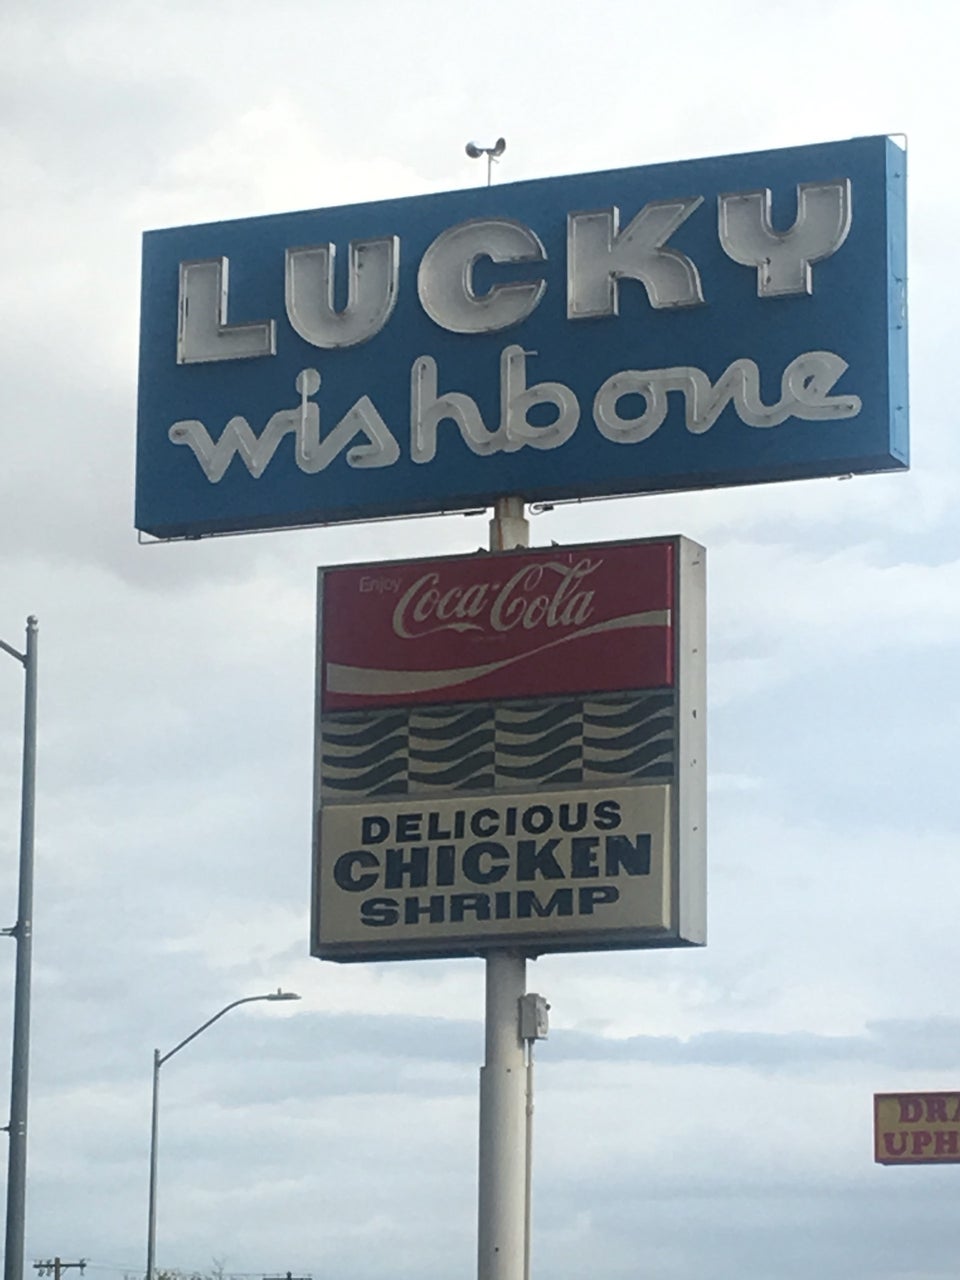 LUCKY
wishbone
Enjoy Coca-Cola
DELICIOUS
CHICKEN
SHRIMP